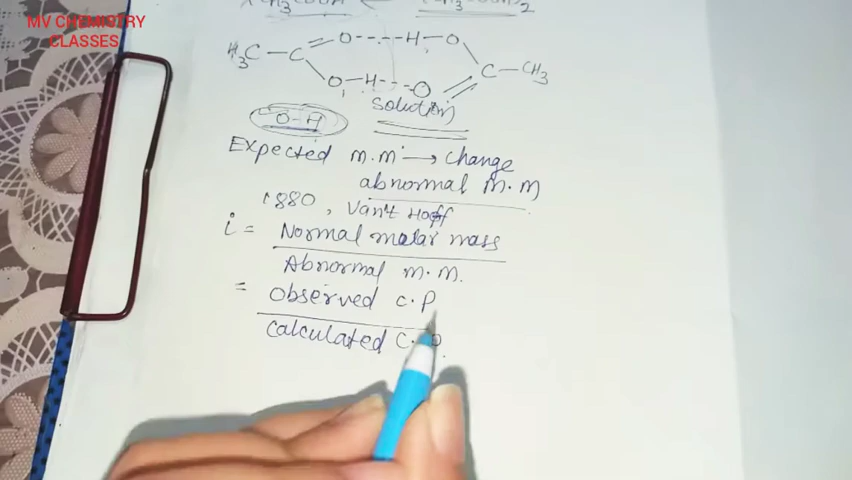 MV CHEMISTRY
CLASSES
H3C - C O --- H O C - CH3
O - H --- O
Solution
O-H
Expected m.m. → change
abnormal m.m
1880, Van't Hoff
i = Normal molar mass
Abnormal m.m.
= Observed c.p
Calculated c.p.